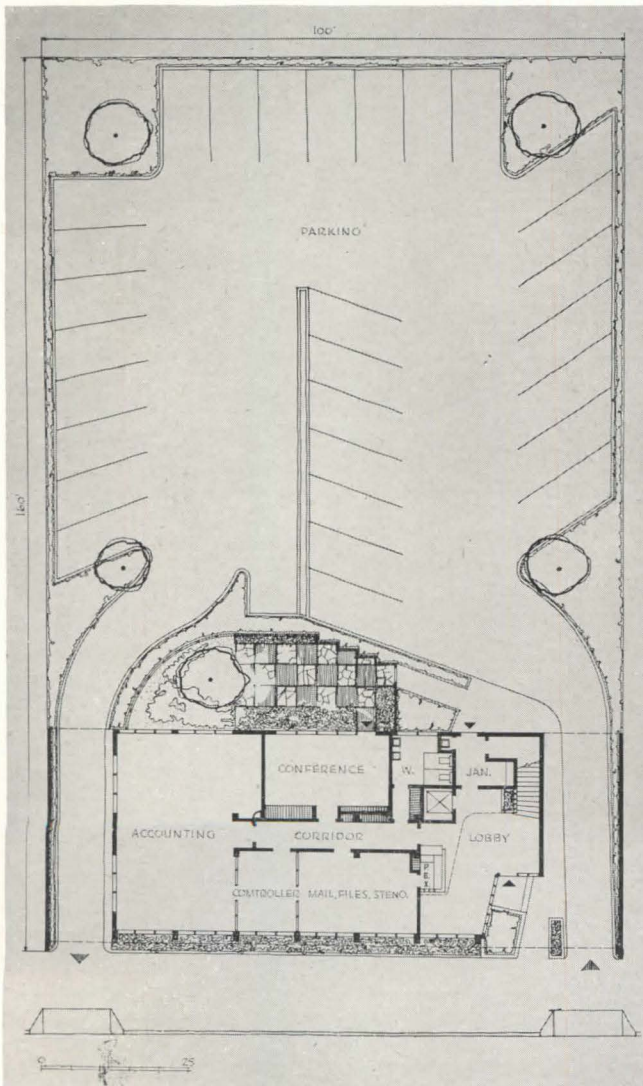 100'
PARKING
160'
CONFERENCE
W.
JAN.
ACCOUNTING
CORRIDOR
LOBBY
P.B.X.
CONTROLLER
MAIL, FILES, STENO.
0 25